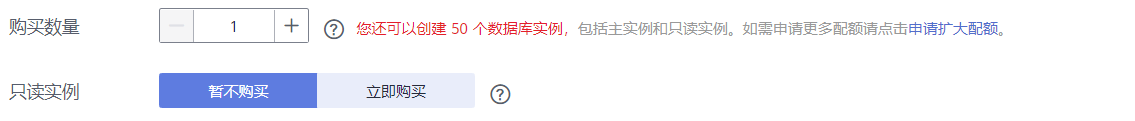 购买数量 － 1 ＋ ? 您还可以创建 50 个数据库实例，包括主实例和只读实例。如需申请更多配额请点击申请扩大配额。
只读实例 暂不购买 立即购买 ?